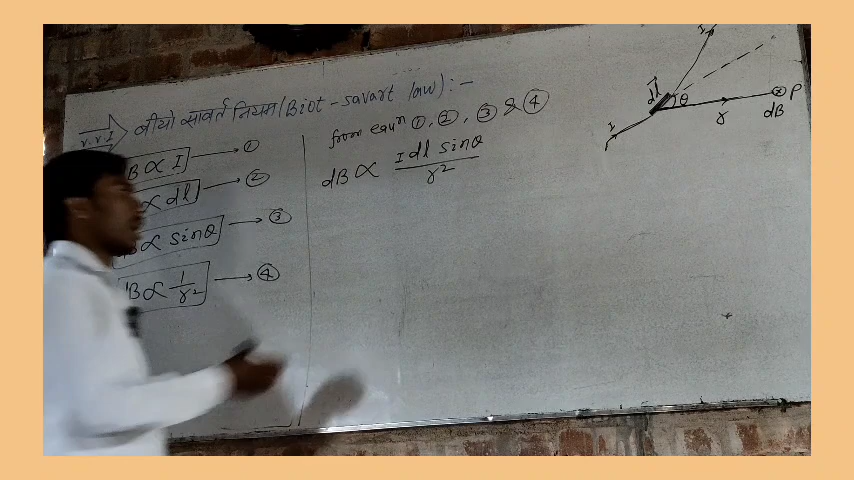 बीयो सावर्त नियम (Biot-savart law):-
V.V.I
B ∝ I → ①
∝ dl → ②
B ∝ sinθ → ③
B ∝ 1/r² → ④
from equⁿ ①, ②, ③ & ④
dB ∝ I dl sinθ / r²
I
dl θ
r
P
dB
I